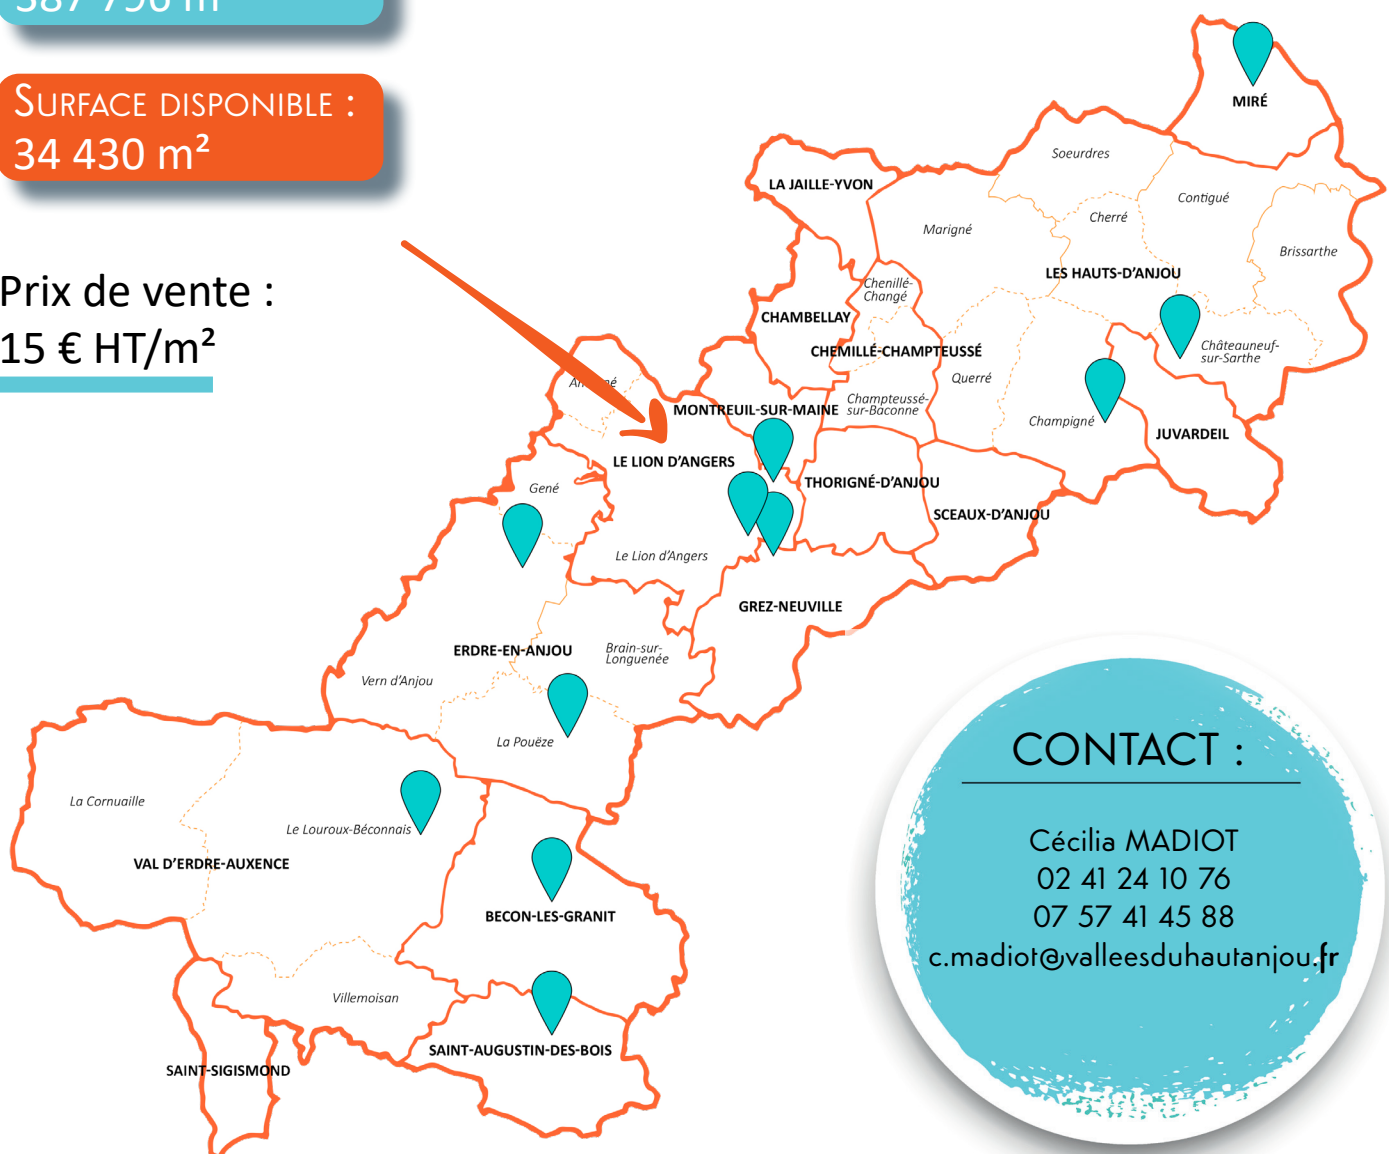 SURFACE DISPONIBLE :
34 430 m²
Prix de vente :
15 € HT/m²
MIRÉ
Soeurdres
LA JAILLE-YVON
Contigué
Cherré
Marigné
Brissarthe
LES HAUTS-D'ANJOU
Chenillé-
Changé
CHAMBELLAY
Châteauneuf-
sur-Sarthe
CHEMILLÉ-CHAMPTEUSSÉ
Querré
Champteussé-
sur-Baconne
MONTREUIL-SUR-MAINE
Champigné
JUVARDEIL
LE LION D'ANGERS
THORIGNÉ-D'ANJOU
Gené
SCEAUX-D'ANJOU
Le Lion d'Angers
GREZ-NEUVILLE
ERDRE-EN-ANJOU
Brain-sur-
Longuenée
Vern d'Anjou
La Pouëze
La Cornuaille
Le Louroux-Béconnais
VAL D'ERDRE-AUXENCE
BECON-LES-GRANIT
Villemoisan
SAINT-AUGUSTIN-DES-BOIS
SAINT-SIGISMOND
CONTACT :
Cécilia MADIOT
02 41 24 10 76
07 57 41 45 88
c.madiot@valleesduhautanjou.fr